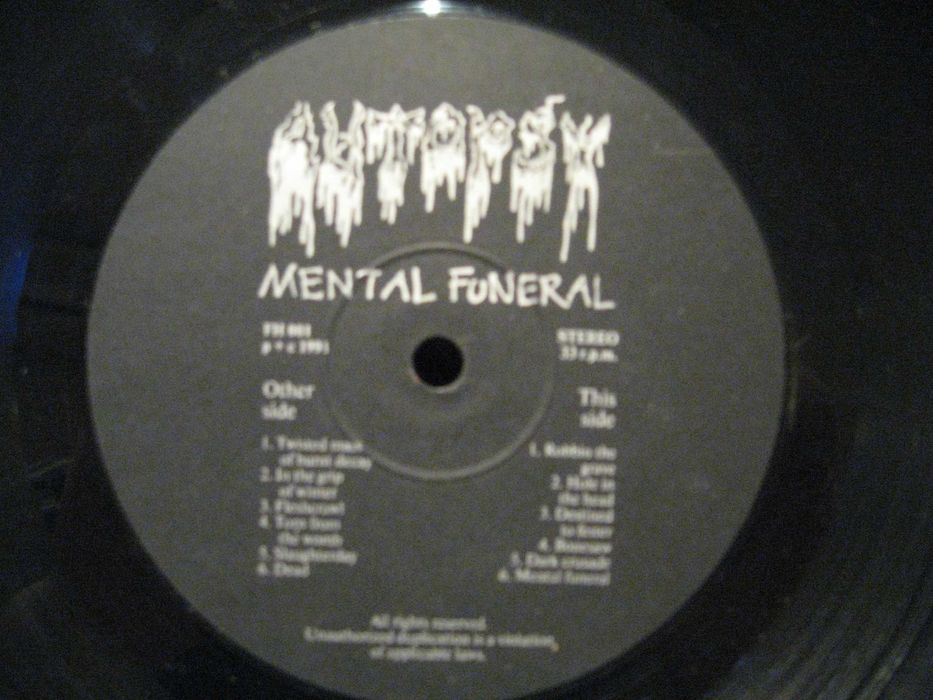 AUTOPSY
MENTAL FUNERAL
p + c 1991
STEREO
33 r.p.m.
Other
side
This
side
1. Twisted mass
of burnt decay
2. In the grip
of winter
3. Fleshcrawl
4. Torn from
the womb
5. Slaughterday
6. Dead
1. Robbin the
grave
2. Hole in
the head
3. Destined
to fester
4. Bonesaw
5. Dark crusade
6. Mental funeral
All rights reserved.
Unauthorized duplication is a violation
of applicable laws.